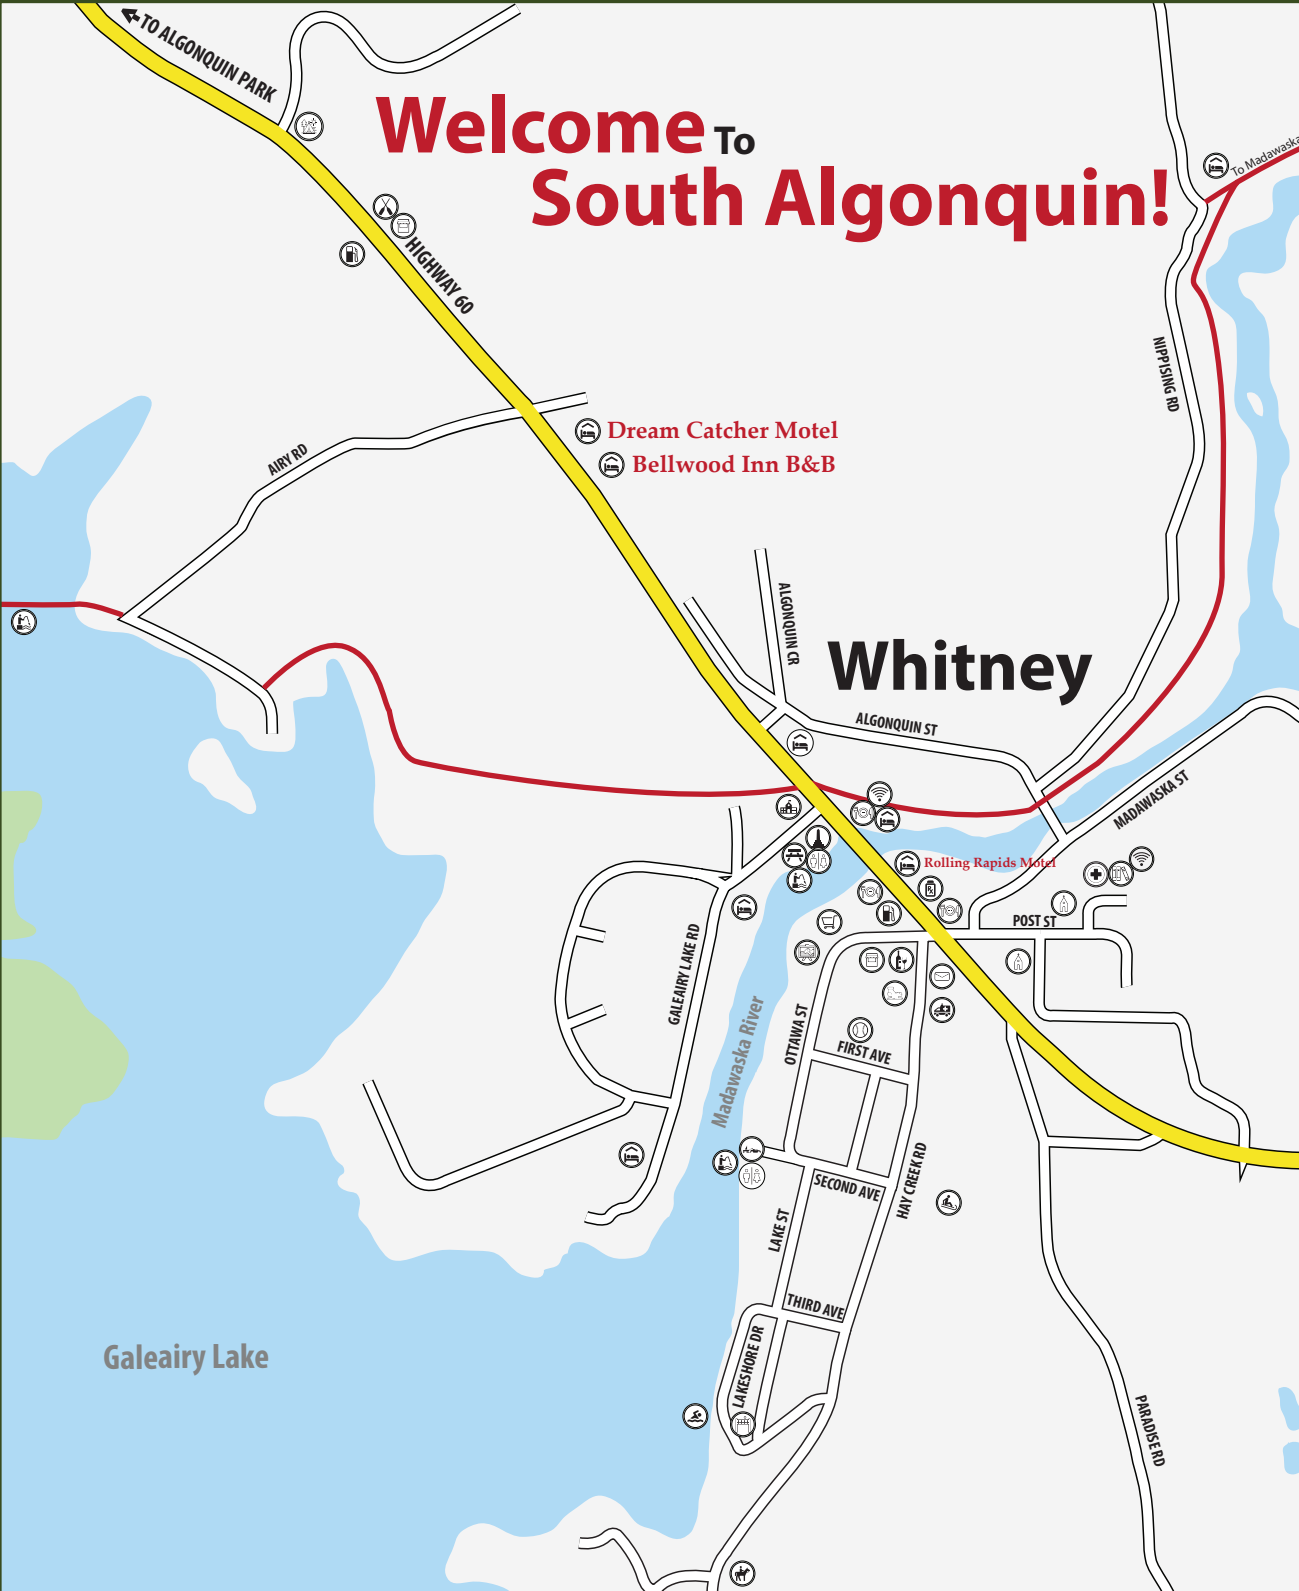 TO ALGONQUIN PARK
Welcome To
South Algonquin!
To Madawaska
HIGHWAY 60
NIPPISING RD
Dream Catcher Motel
Bellwood Inn B&B
AIRY RD
ALGONQUIN CR
Whitney
ALGONQUIN ST
MADAWASKA ST
Rolling Rapids Motel
POST ST
GALEAIRY LAKE RD
Madawaska River
OTTAWA ST
FIRST AVE
SECOND AVE
HAY CREEK RD
LAKE ST
THIRD AVE
LAKESHORE DR
Galeairy Lake
PARADISE RD